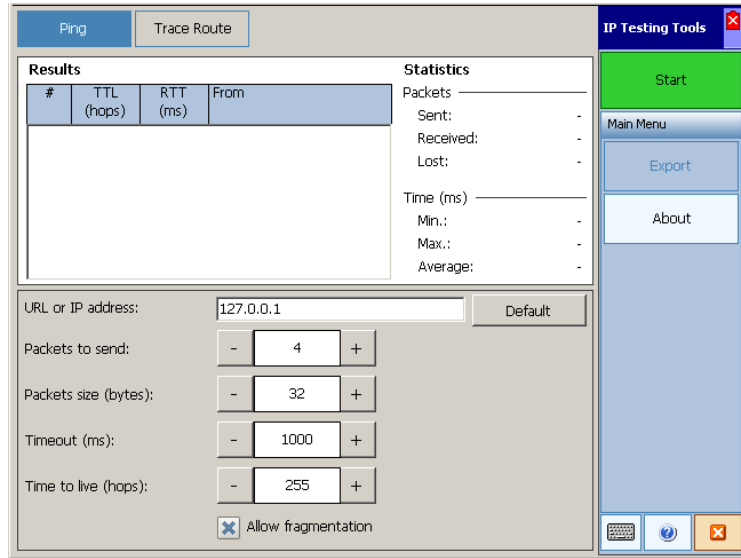 Ping
Trace Route
IP Testing Tools
Start
Main Menu
Export
About
Results
# TTL (hops) RTT (ms) From
Statistics
Packets
Sent: -
Received: -
Lost: -
Time (ms)
Min.: -
Max.: -
Average: -
URL or IP address: 127.0.0.1 Default
Packets to send: - 4 +
Packets size (bytes): - 32 +
Timeout (ms): - 1000 +
Time to live (hops): - 255 +
Allow fragmentation